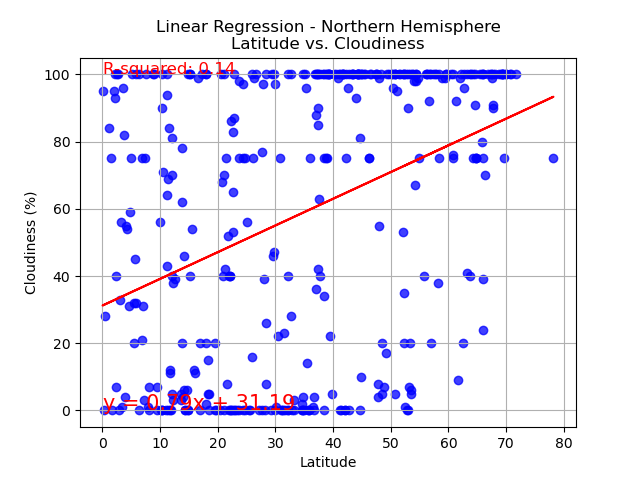 Linear Regression - Northern Hemisphere
Latitude vs. Cloudiness
R-squared: 0.14
100
80
60
40
20
0
Cloudiness (%)
y = 0.79x + 31.19
0 10 20 30 40 50 60 70 80
Latitude